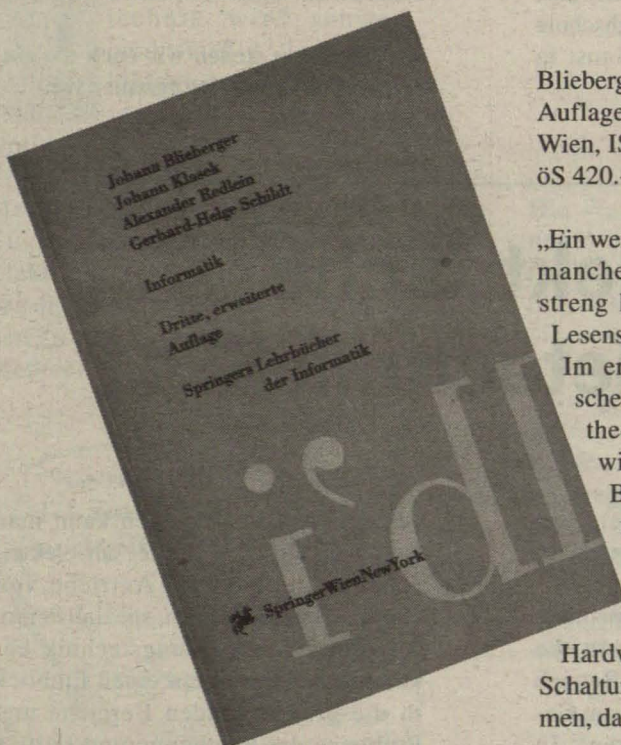 Johann Blieberger
Johann Klasek
Alexander Redlein
Gerhard-Helge Schildt
Informatik
Dritte, erweiterte
Auflage
Springers Lehrbücher
der Informatik
i'dl
SpringerWienNewYork
Auflage
Wien, IS
öS 420.
„Ein we
manche
streng
Lesens
Im er
sche
the
wi
B
Hardw
Schaltu
men, da